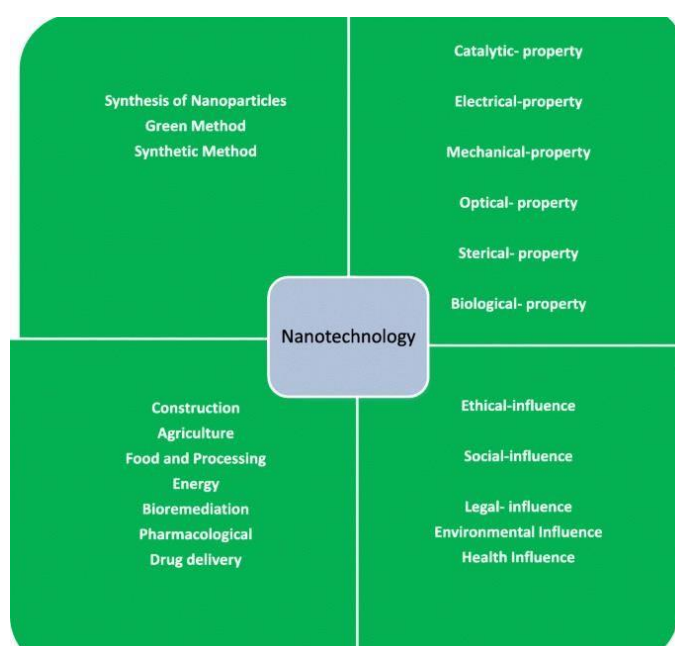 Synthesis of Nanoparticles
Green Method
Synthetic Method
Catalytic- property
Electrical-property
Mechanical-property
Optical- property
Sterical- property
Biological- property
Nanotechnology
Construction
Agriculture
Food and Processing
Energy
Bioremediation
Pharmacological
Drug delivery
Ethical-influence
Social-influence
Legal- influence
Environmental Influence
Health Influence